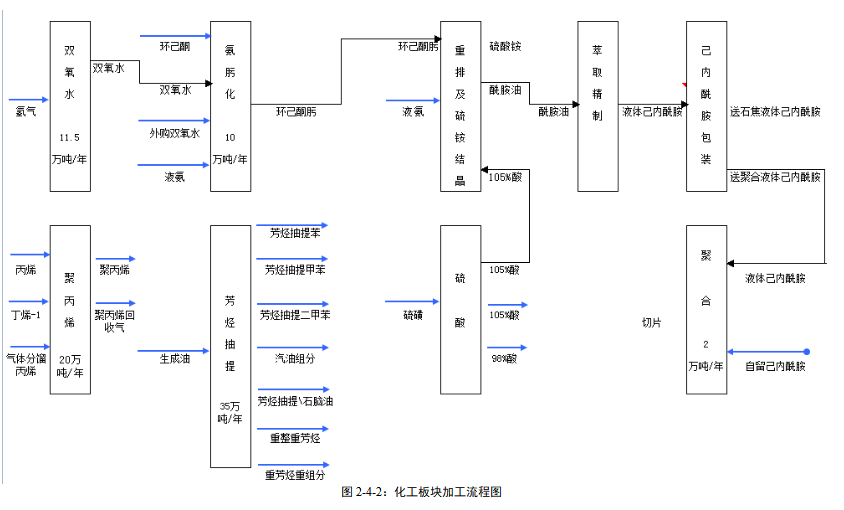 双氧水
11.5
万吨/年
氢气
双氧水
双氧水
环己酮
外购双氧水
液氨
氨肟化
10
万吨/年
环己酮肟
环己酮肟
液氨
重排及硫铵结晶
硫酸铵
酰胺油
105%酸
酰胺油
萃取精制
液体己内酰胺
己内酰胺包装
送石焦液体己内酰胺
送聚合液体己内酰胺
丙烯
丁烯-1
气体分馏
丙烯
聚丙烯
20万
吨/年
聚丙烯
聚丙烯回
收气
生成油
芳烃抽提
35万
吨/年
芳烃抽提苯
芳烃抽提甲苯
芳烃抽提二甲苯
汽油组分
芳烃抽提\石脑油
重整重芳烃
重芳烃重组分
硫磺
硫酸
105%酸
105%酸
98%酸
切片
聚合
2
万吨/年
液体己内酰胺
自留己内酰胺
图 2-4-2：化工板块加工流程图